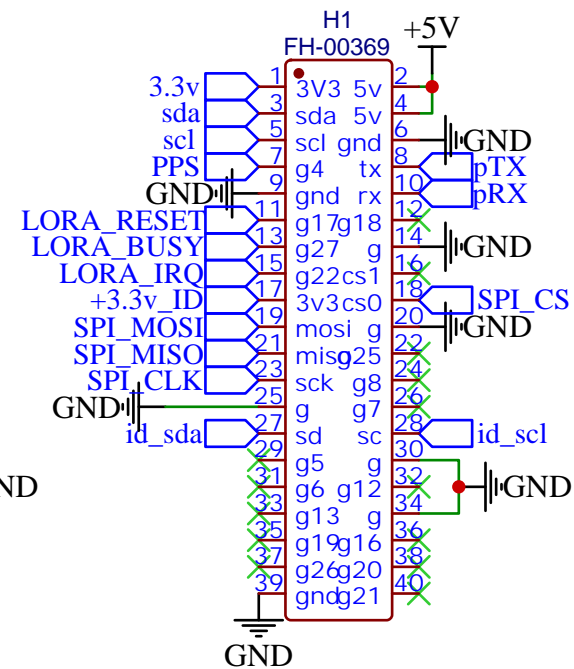 H1
FH-00369
+5V
3.3v 1 3V3 5v 2
sda 3 sda 5v 4
scl 5 scl gnd 6 GND
PPS 7 g4 tx 8 pTX
GND 9 gnd rx 10 pRX
LORA_RESET 11 g17 g18 12
LORA_BUSY 13 g27 g 14 GND
LORA_IRQ 15 g22 cs1 16
+3.3v_ID 17 3v3 cs0 18 SPI_CS
SPI_MOSI 19 mosi g 20 GND
SPI_MISO 21 miso g25 22
SPI_CLK 23 sck g8 24
GND 25 g g7 26
id_sda 27 sd sc 28 id_scl
29 g5 g 30
ND 31 g6 g12 32 GND
33 g13 g 34
35 g19 g16 36
37 g26 g20 38
39 gnd g21 40
GND